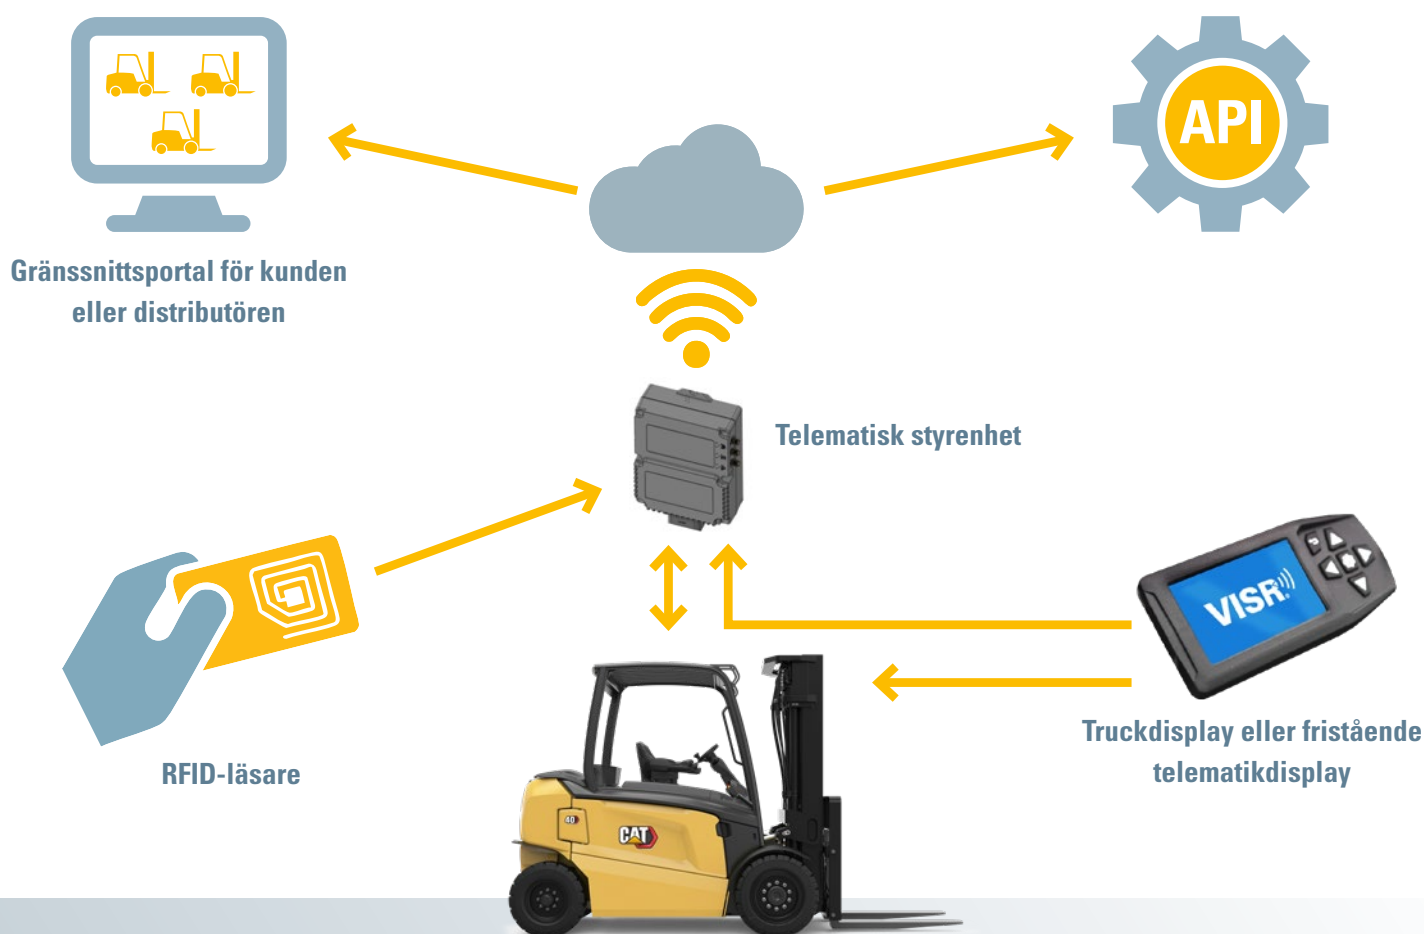 API
Gränssnittsportal för kunden
eller distributören
Telematisk styrenhet
VISR
RFID-läsare
Truckdisplay eller fristående
telematikdisplay
40
CAT